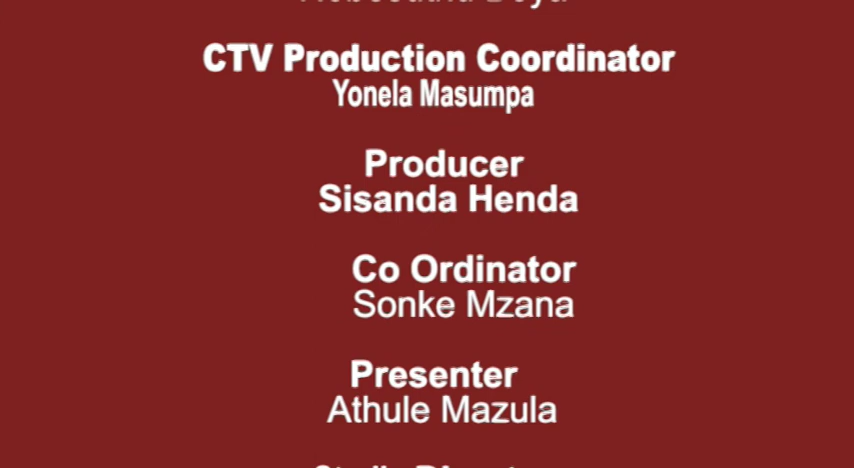 CTV Production Coordinator
Yonela Masumpa
Producer
Sisanda Henda
Co Ordinator
Sonke Mzana
Presenter
Athule Mazula